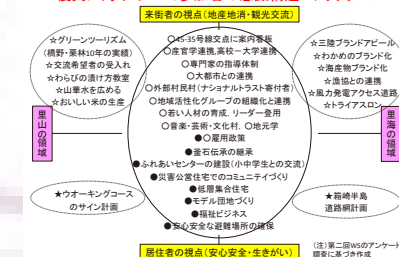 来街者の視点(地産地消・観光交流)
☆グリーンツーリズム
(橋野・栗林10年の実績)
☆交流希望者の受入れ
☆わらびの漬け方教室
☆山華水を広める
☆おいしい米の生産
○45-35号線交点に案内看板
○産官学連携,高校－大学連携
○専門家の指導体制
○大都市との連携
○外部村民村(ナショナルトラスト寄付者)
○地域活性化グループの組織化と連携
○若い人材の育成,リーダー登用
○音楽・芸術・文化村,○地元学
●○雇用政策
●釜石伝承の継承
●ふれあいセンターの建設(小中学生との交流)
●災害公営住宅でのコミュニティづくり
●低層集合住宅
●モデル団地づくり
●福祉ビジネス
●安心安全な避難場所の確保
☆三陸ブランドアピール
☆わかめのブランド化
☆海産物ブランド化
☆漁協との連携
☆風力発電アクセス道路
☆トライアスロン
里山の領域
里海の領域
★ウオーキングコース
のサイン計画
★箱崎半島
道路網計画
居住者の視点(安心安全・生きがい)
(注)第二回WSのアンケート
調査に基づき作成